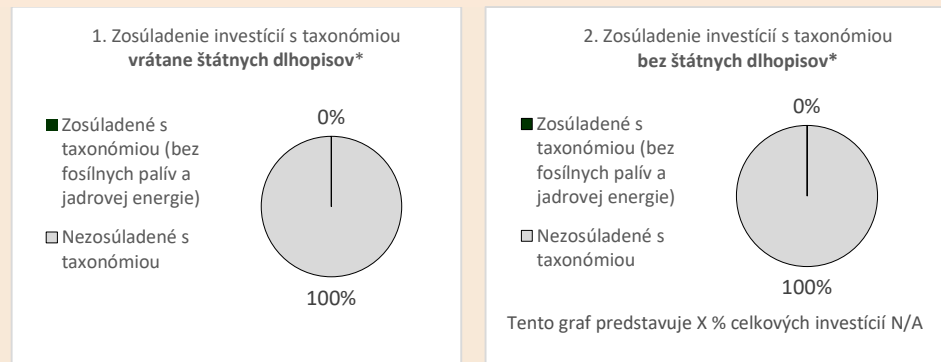 1. Zosúladenie investícií s taxonómiou
vrátane štátnych dlhopisov*
Zosúladené s
taxonómiou (bez
fosílnych palív a
jadrovej energie)
Nezosúladené s
taxonómiou
0%
100%
2. Zosúladenie investícií s taxonómiou
bez štátnych dlhopisov*
Zosúladené s
taxonómiou (bez
fosílnych palív a
jadrovej energie)
Nezosúladené s
taxonómiou
0%
100%
Tento graf predstavuje X % celkových investícií N/A